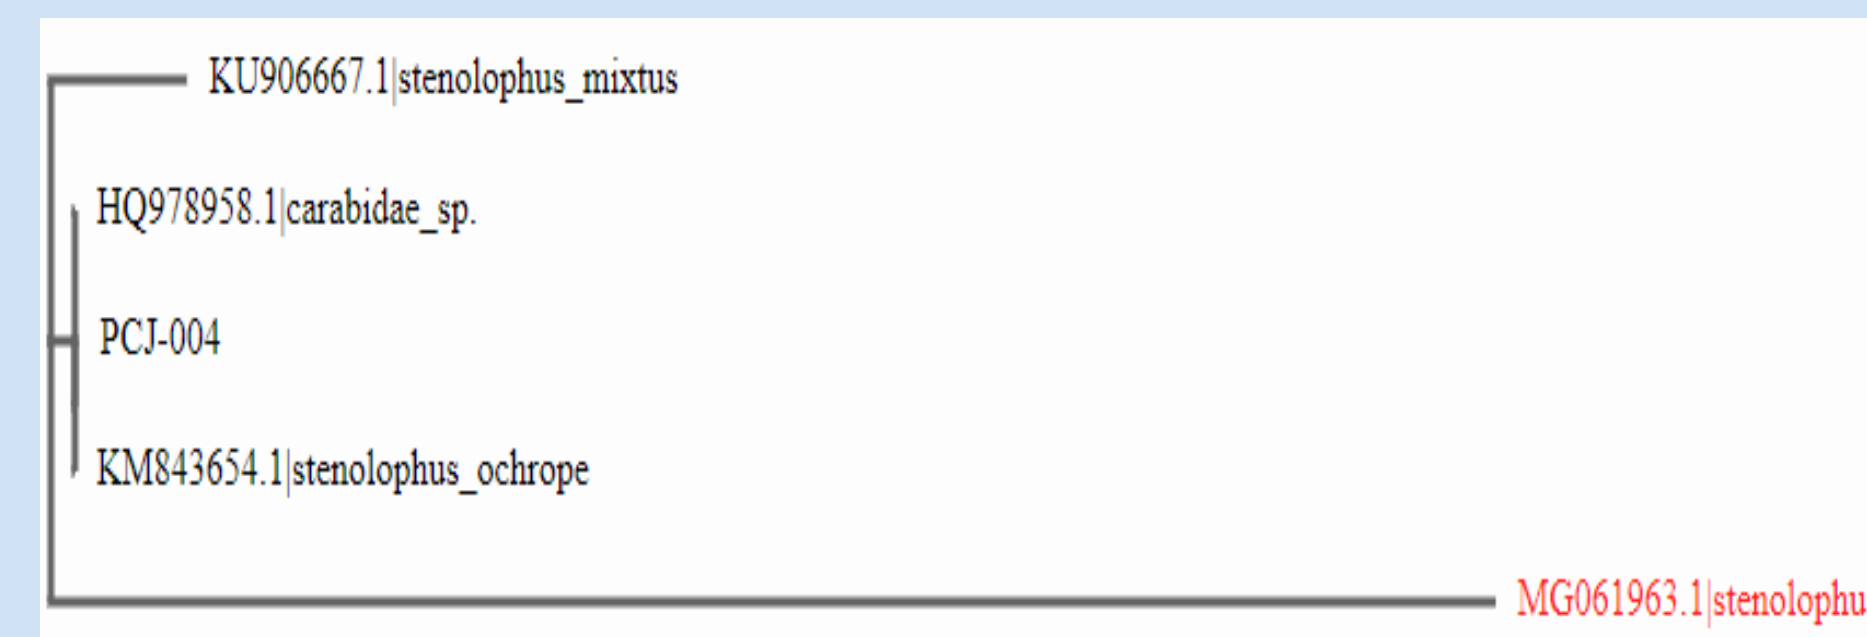 KU906667.1|stenolophus_mixtus
HQ978958.1|carabidae_sp.
PCJ-004
KM843654.1|stenolophus_ochrope
MG061963.1|stenolophu